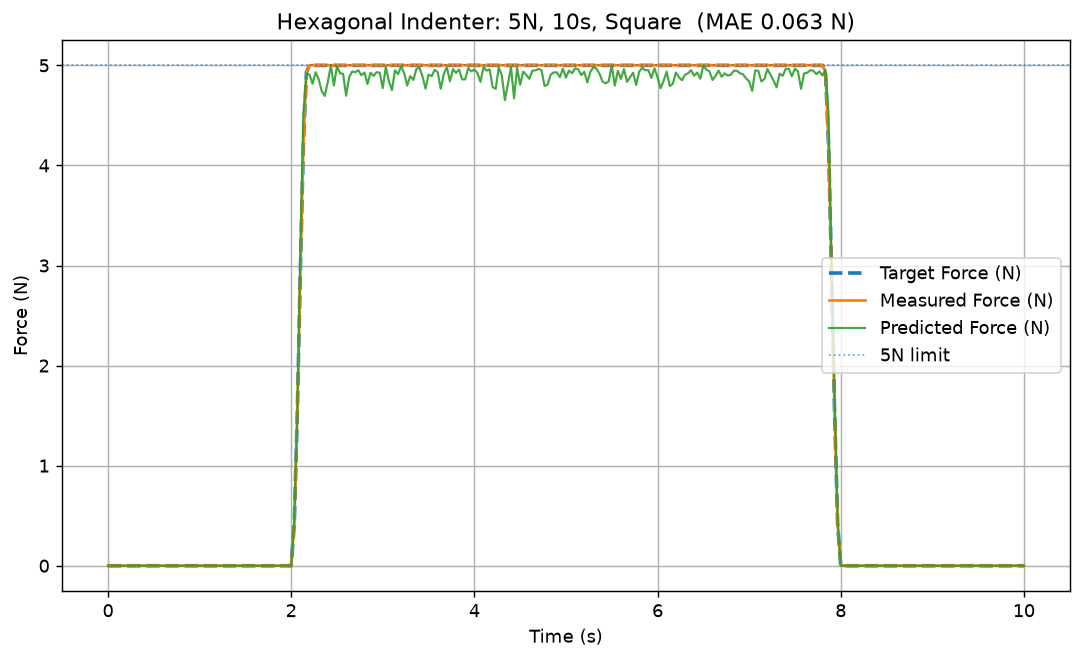 Hexagonal Indenter: 5N, 10s, Square  (MAE 0.063 N)
Force (N)
5
4
3
2
1
0
Target Force (N)
Measured Force (N)
Predicted Force (N)
5N limit
0 2 4 6 8 10
Time (s)